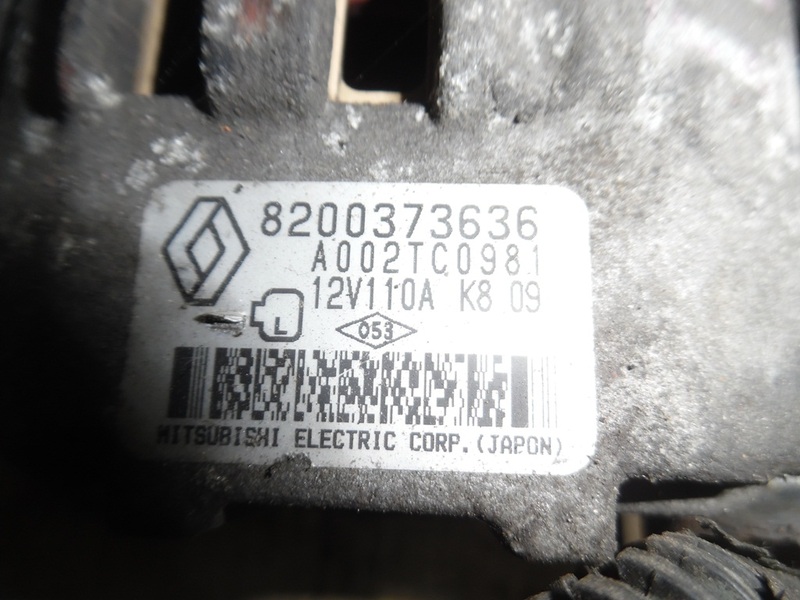 8200373636
A002TC0981
12V110A K8 09
L 053
MITSUBISHI ELECTRIC CORP.(JAPON)